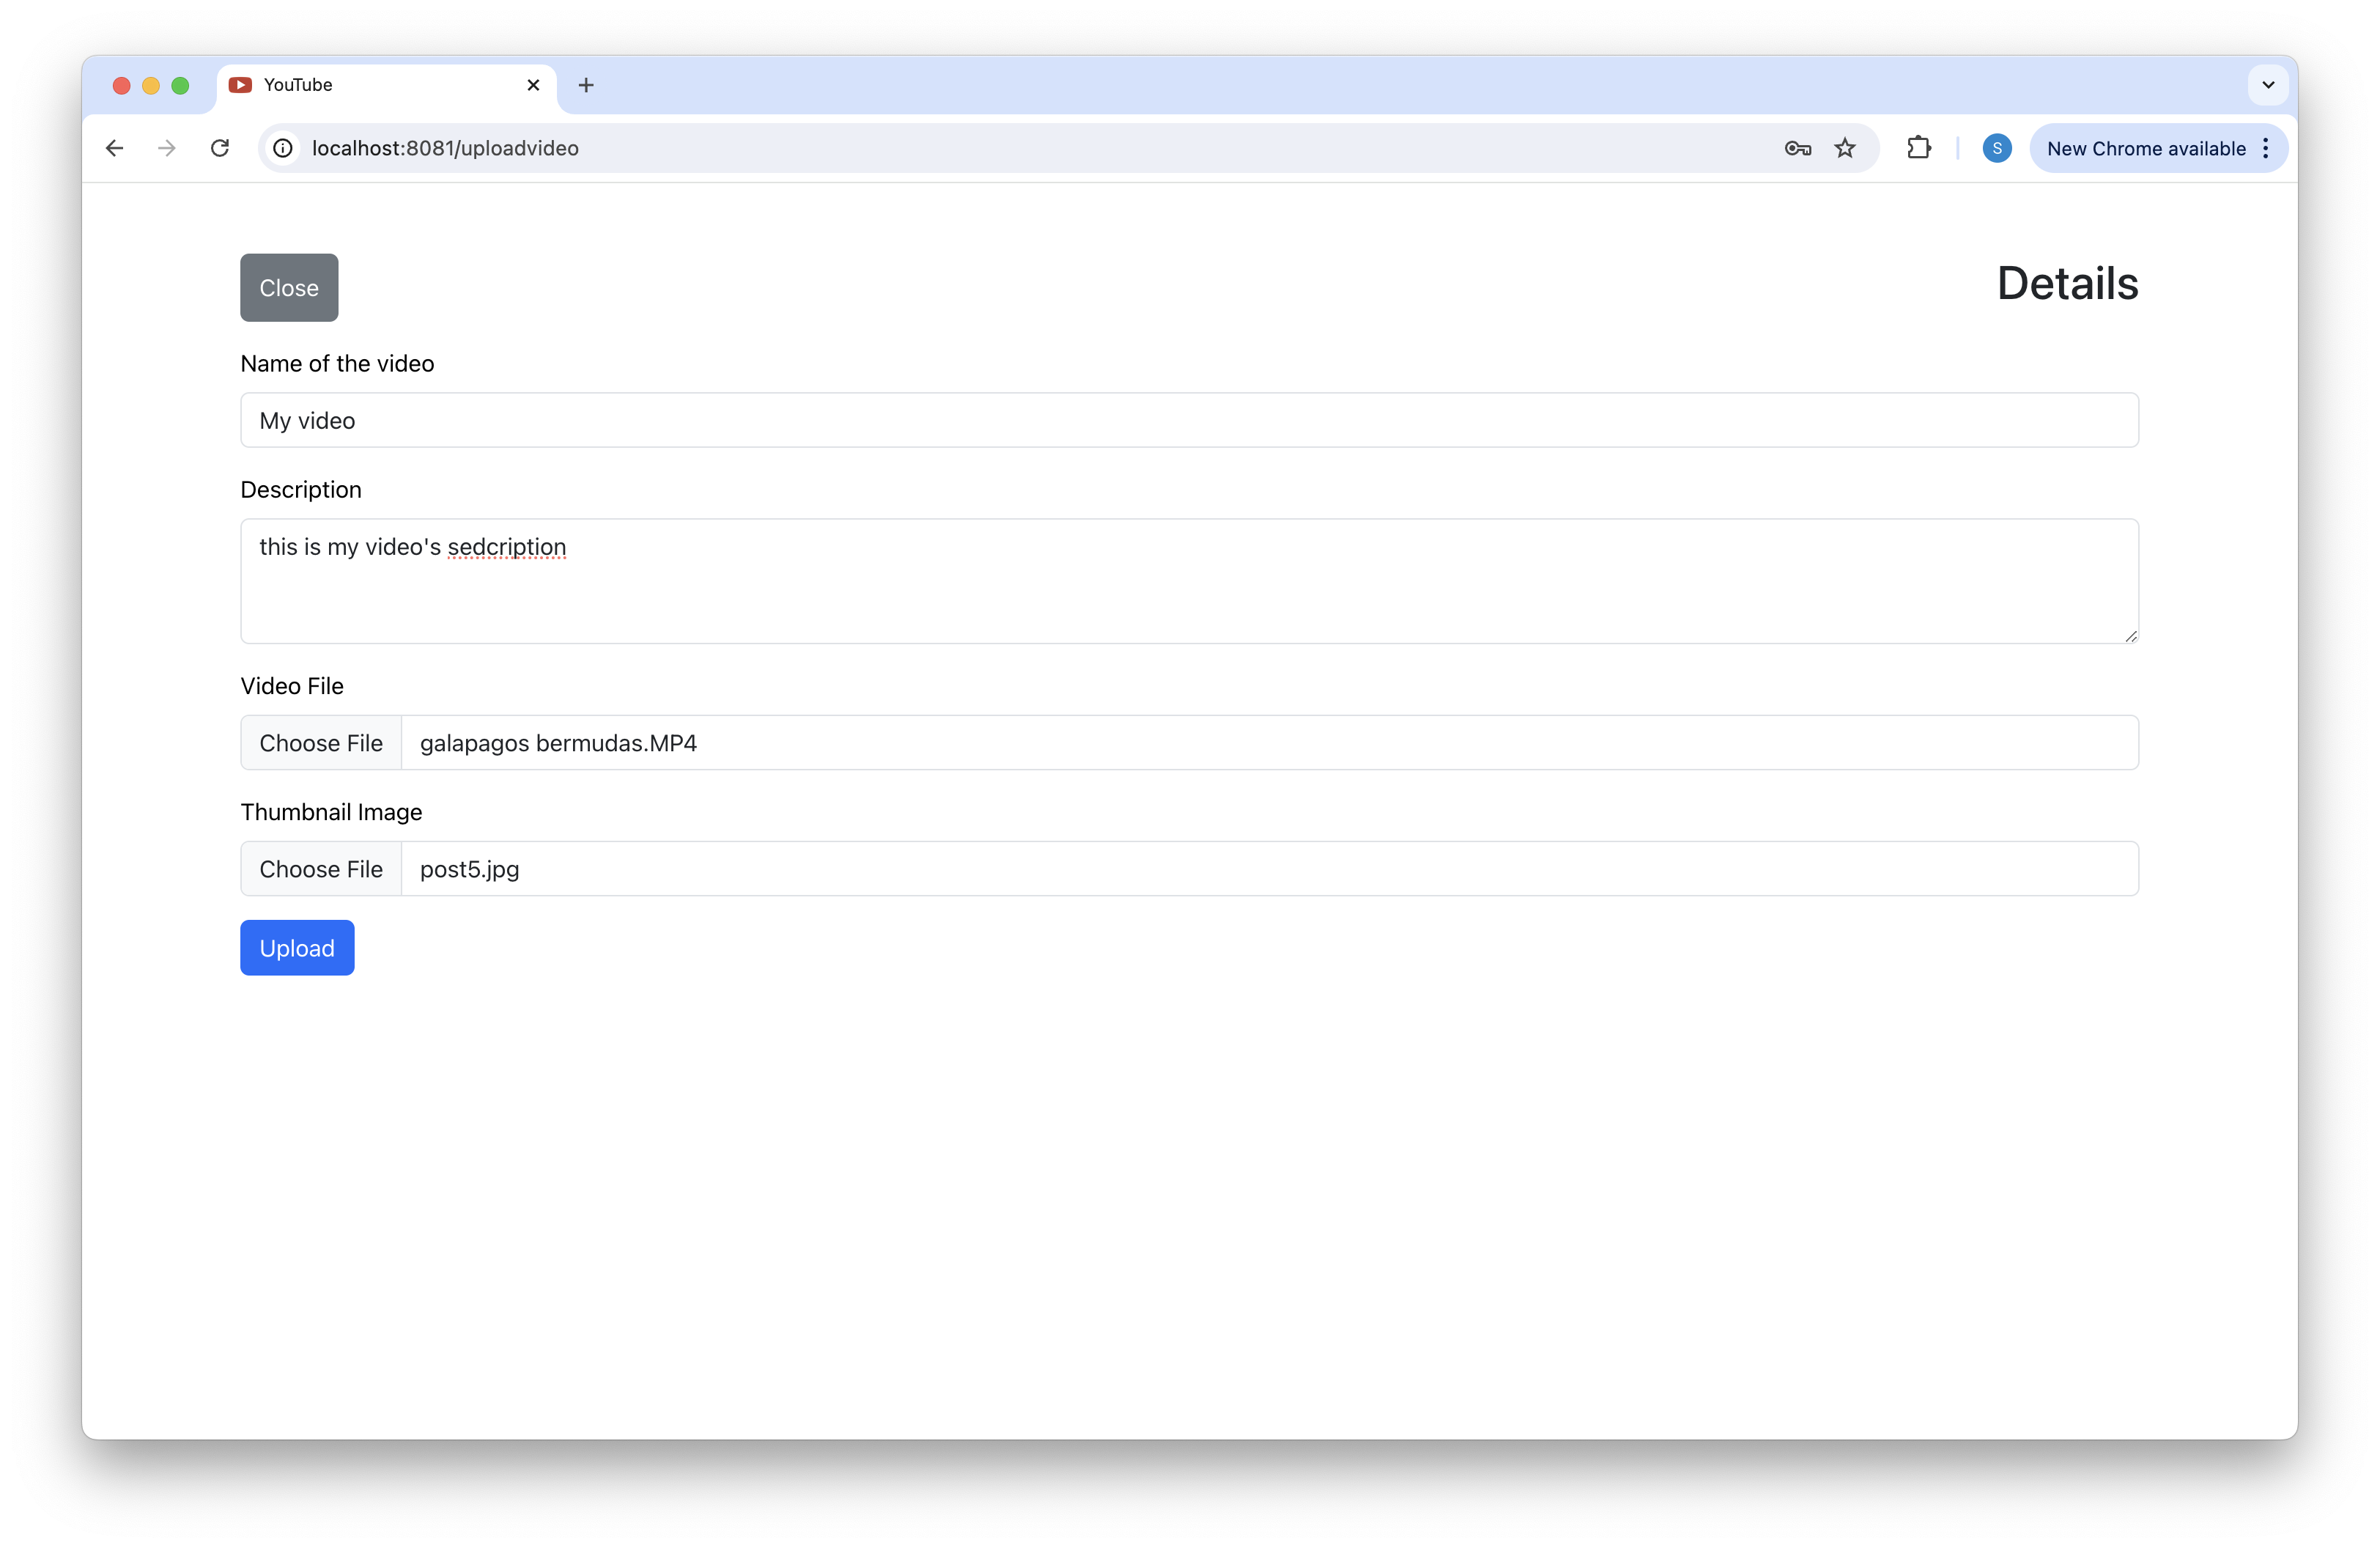 YouTube
localhost:8081/uploadvideo
S
New Chrome available
Close
Details
Name of the video
My video
Description
this is my video's sedcription
Video File
Choose File galapagos bermudas.MP4
Thumbnail Image
Choose File post5.jpg
Upload